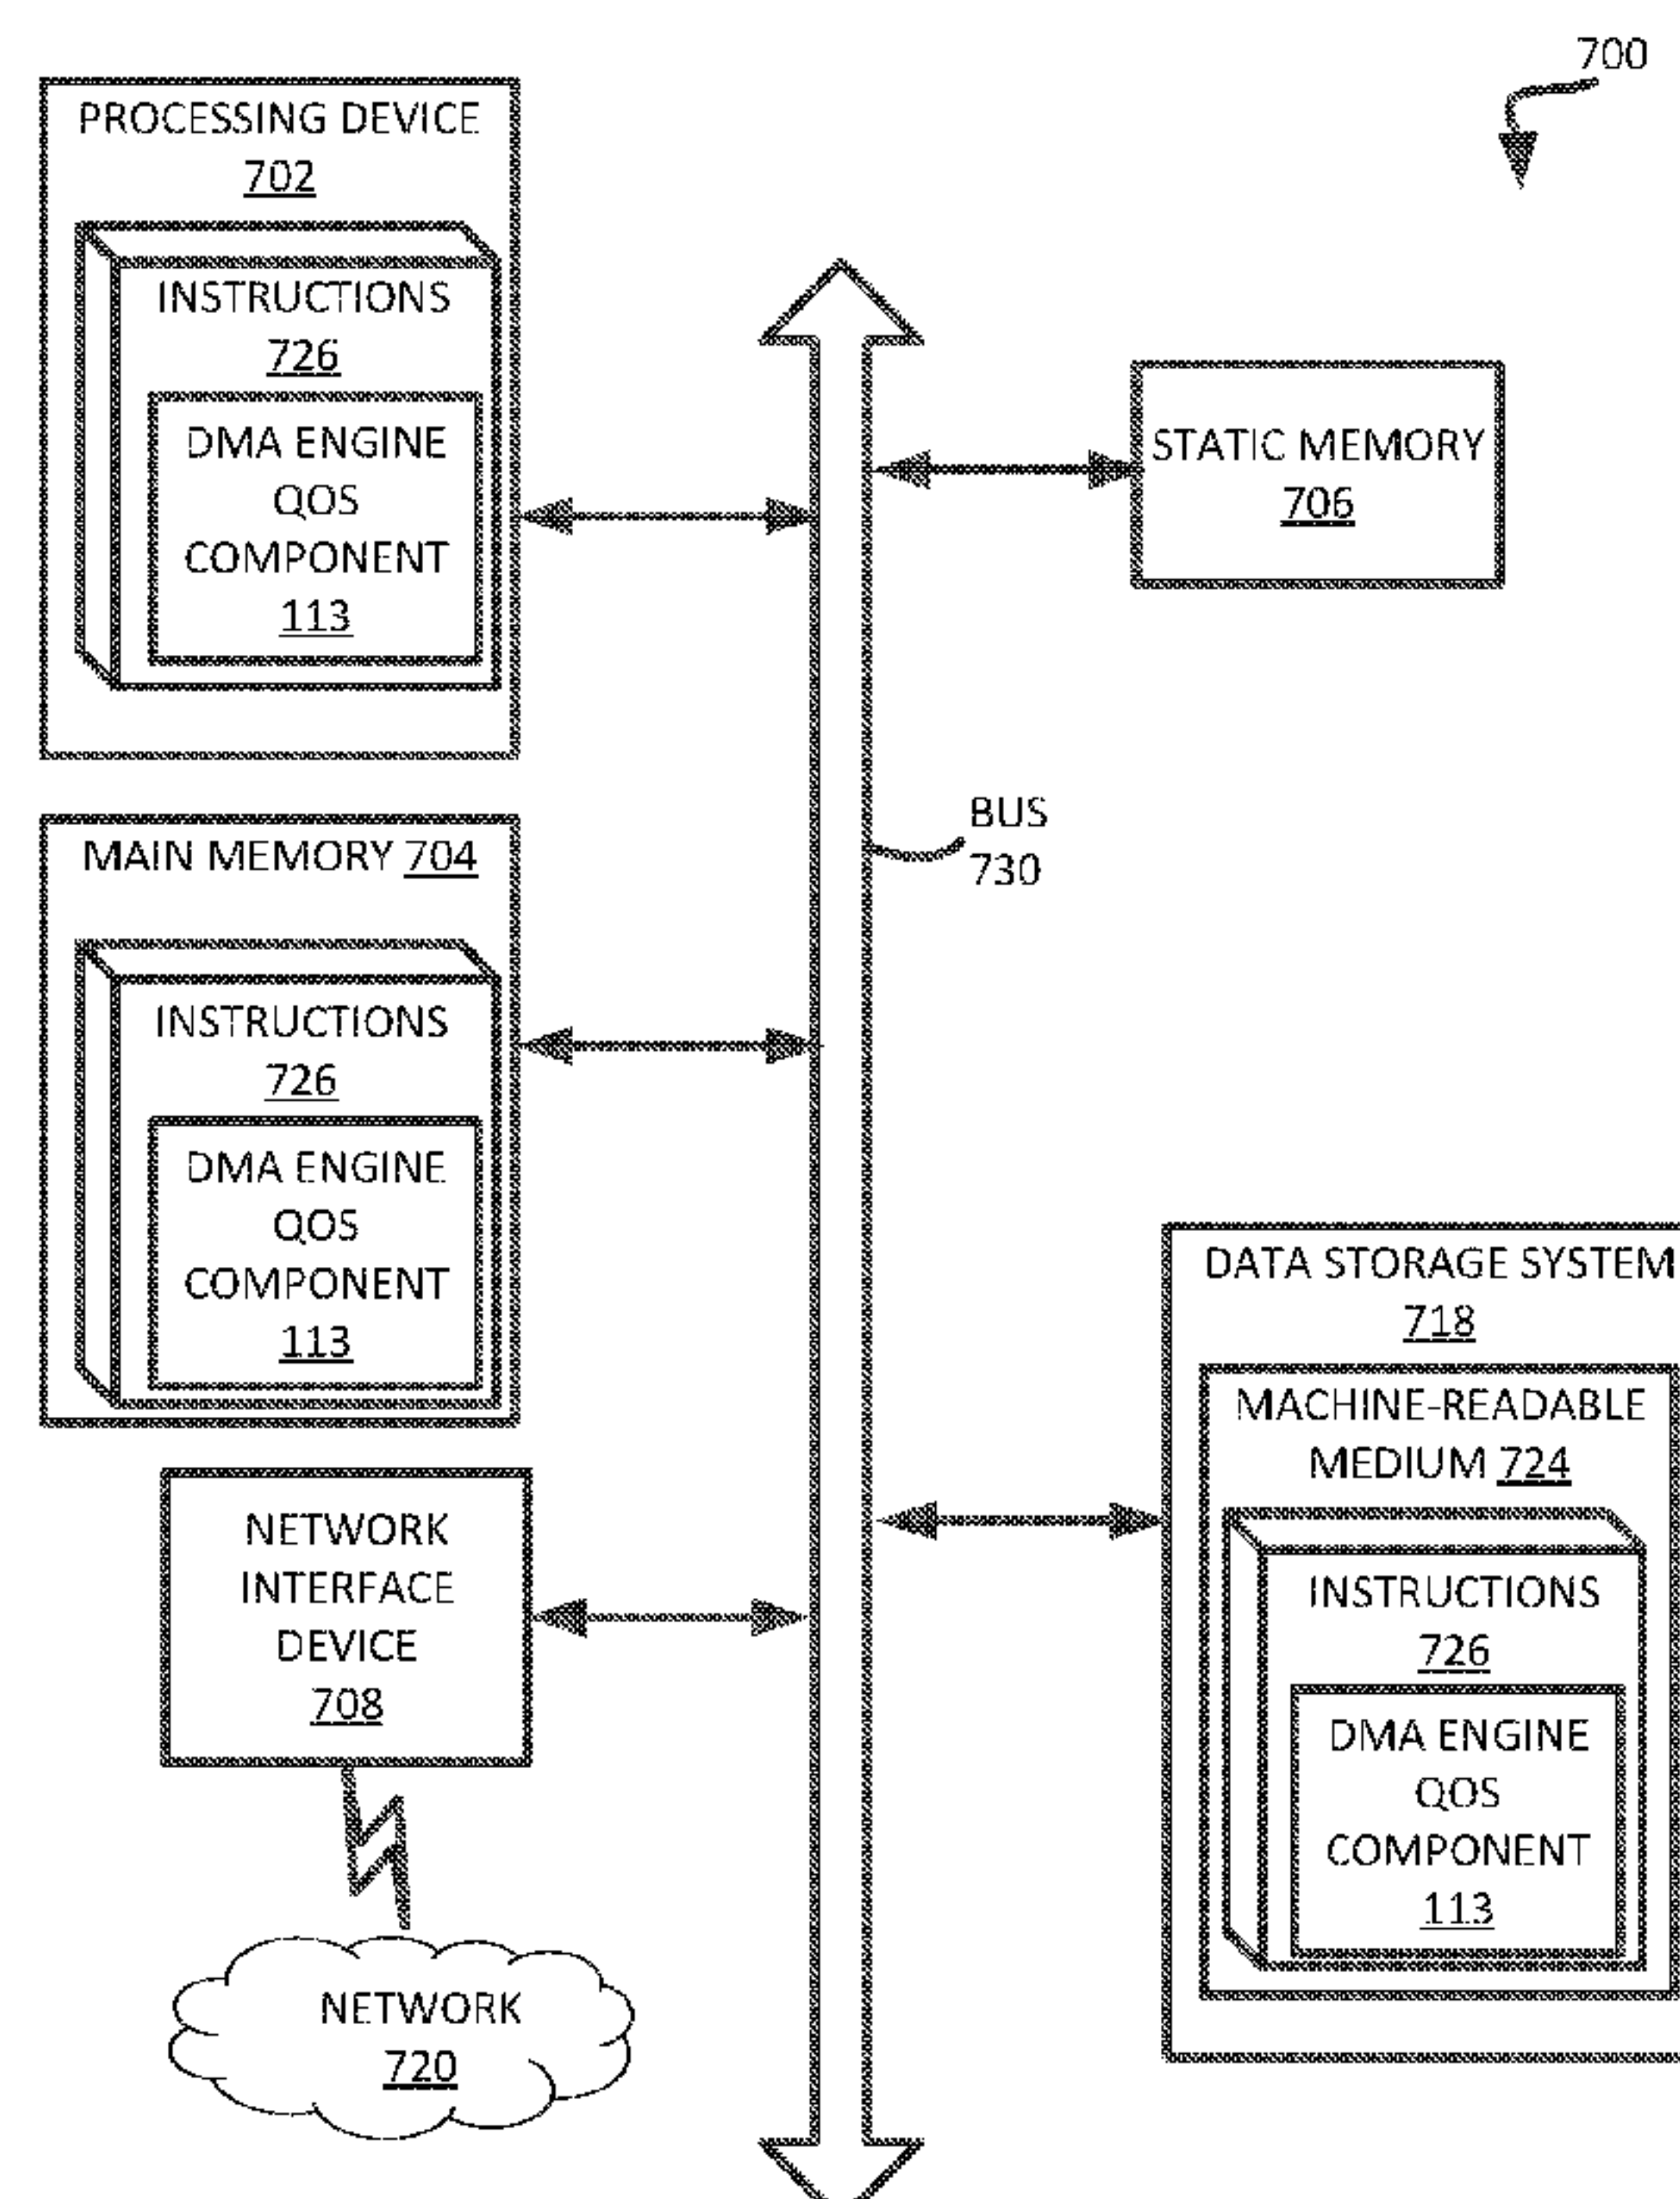 700
PROCESSING DEVICE
702
INSTRUCTIONS
726
DMA ENGINE
QOS
COMPONENT
113
STATIC MEMORY
706
BUS
730
MAIN MEMORY 704
INSTRUCTIONS
726
DMA ENGINE
QOS
COMPONENT
113
DATA STORAGE SYSTEM
718
MACHINE-READABLE
MEDIUM 724
INSTRUCTIONS
726
DMA ENGINE
QOS
COMPONENT
113
NETWORK
INTERFACE
DEVICE
708
NETWORK
720